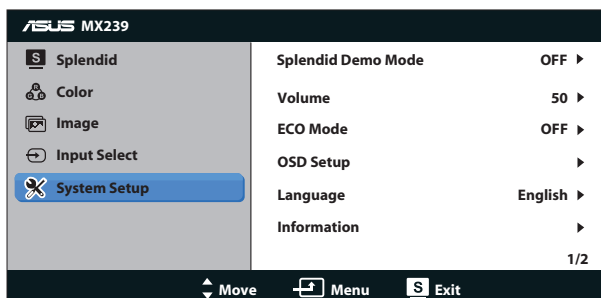 ASUS MX239
S Splendid
Color
Image
Input Select
System Setup
Splendid Demo Mode OFF
Volume 50
ECO Mode OFF
OSD Setup
Language English
Information
1/2
Move Menu S Exit